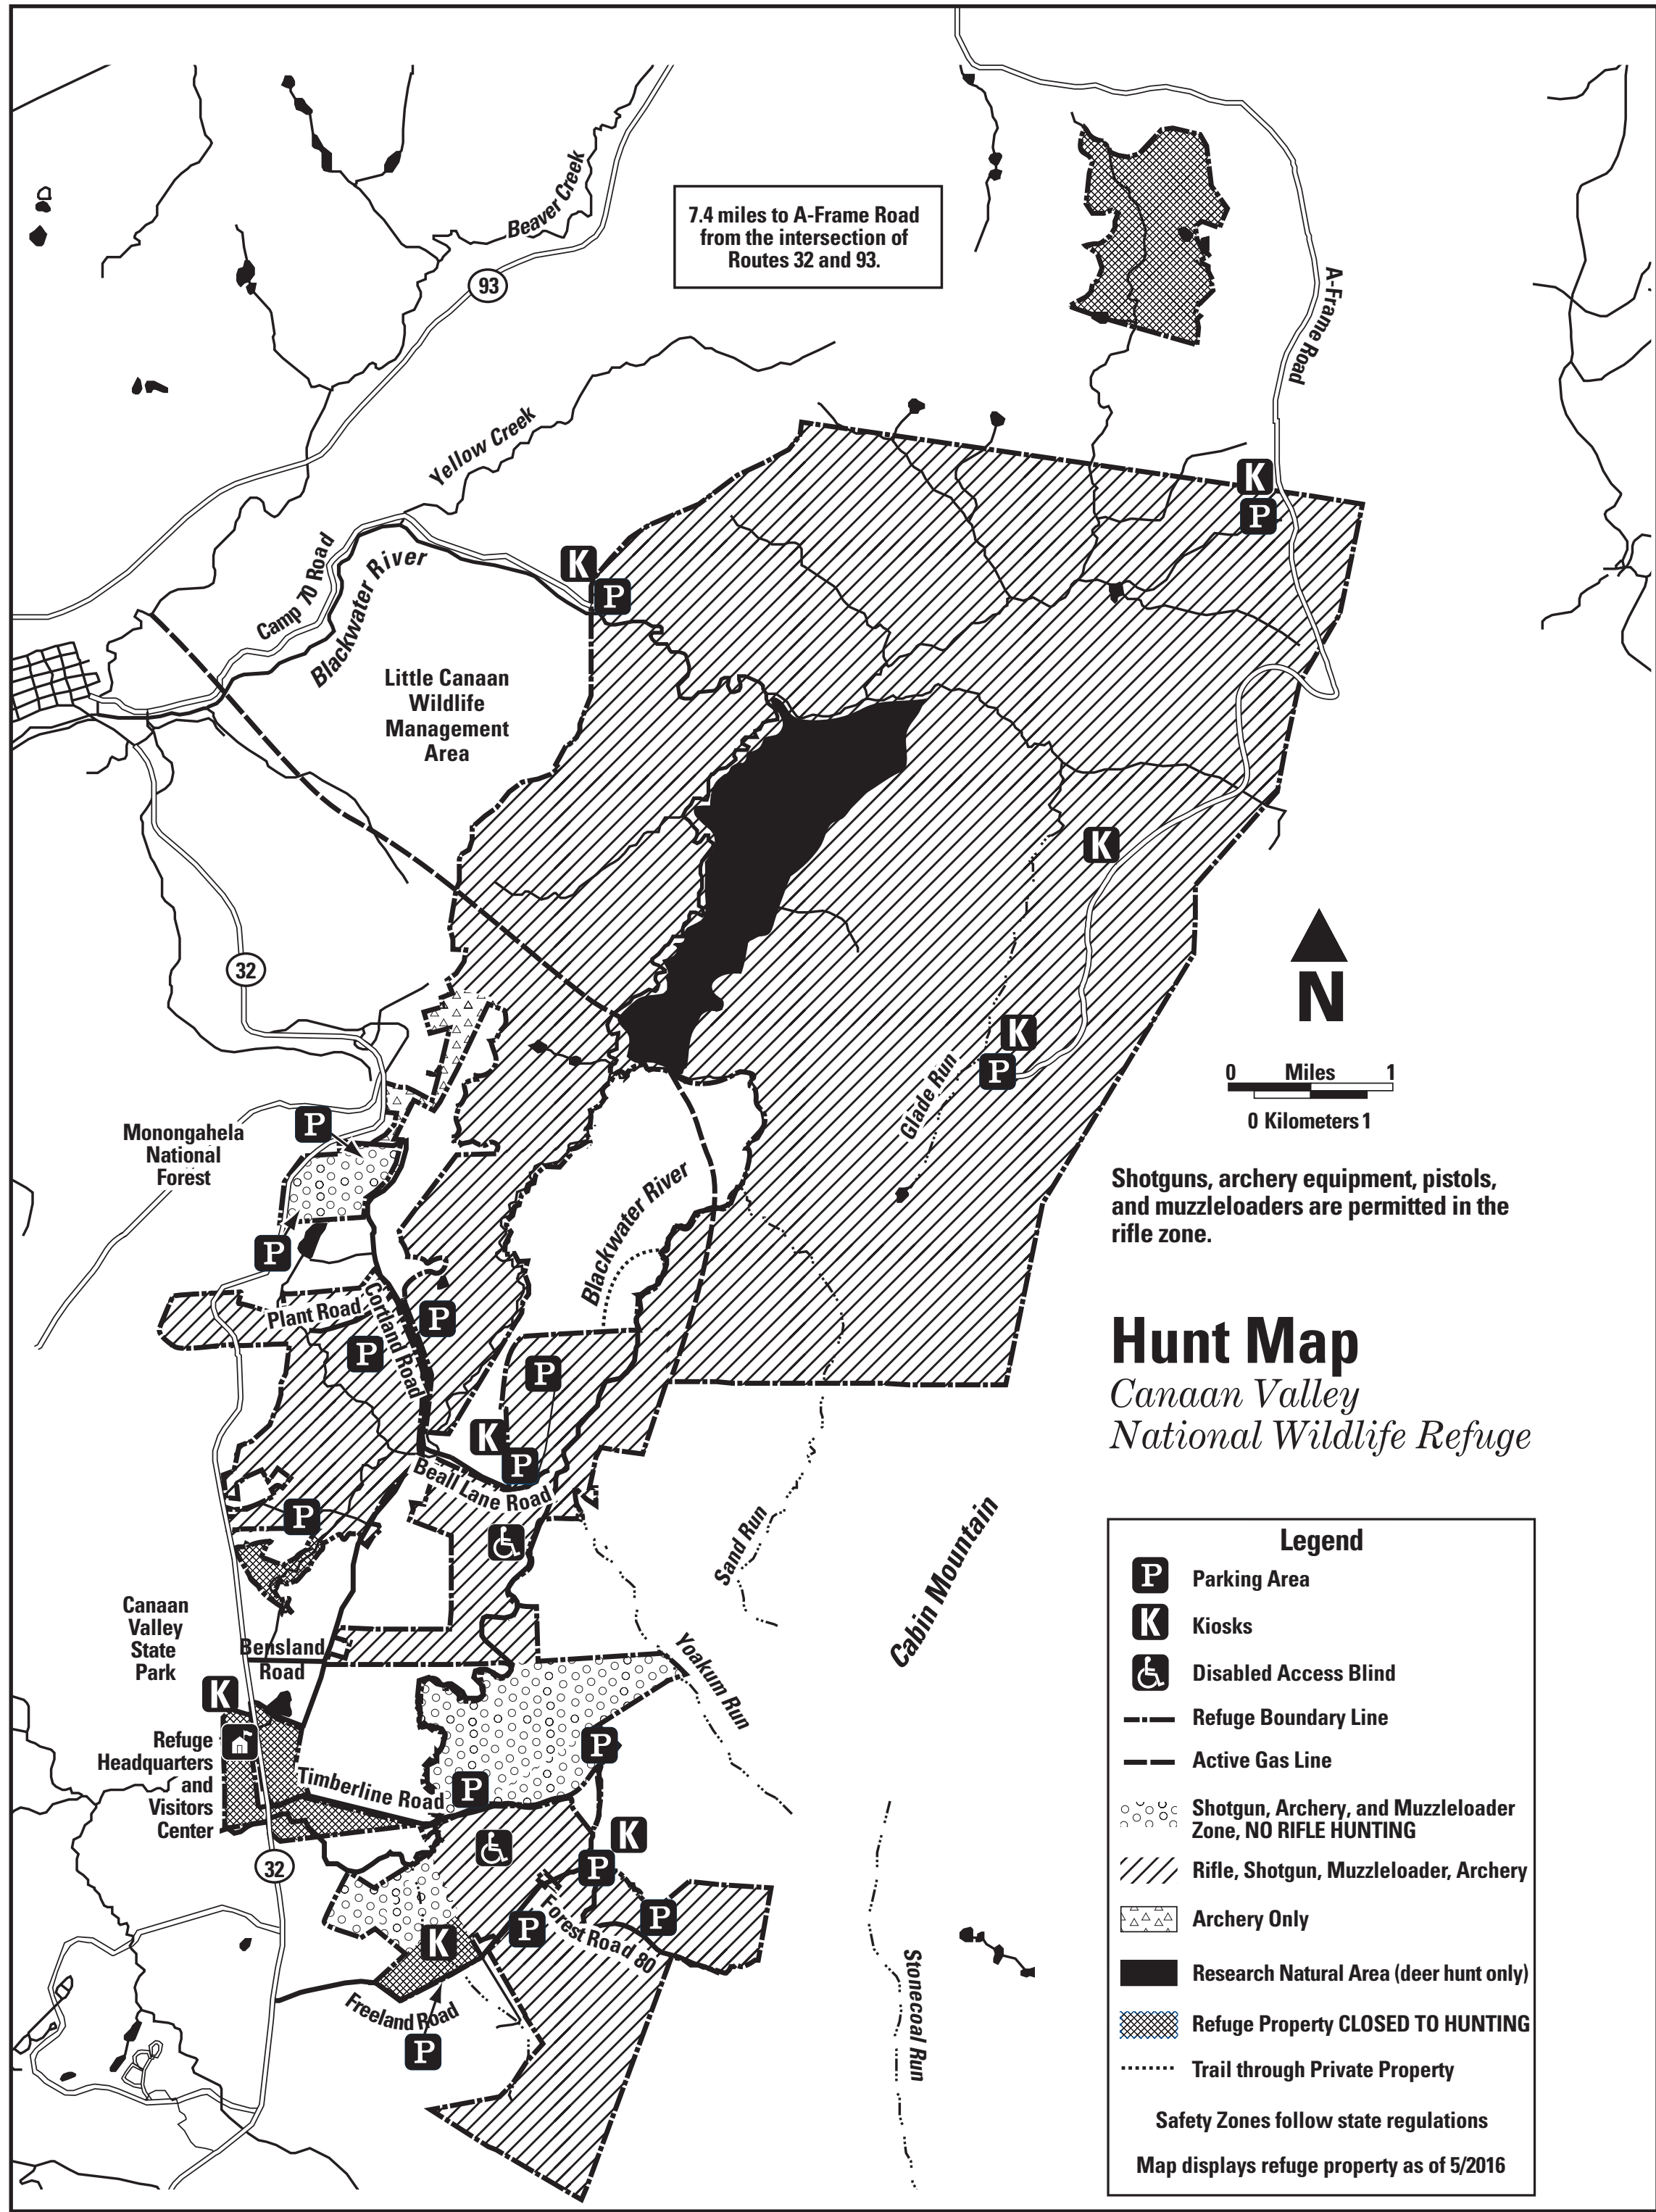 Beaver Creek
93
7.4 miles to A-Frame Road
from the intersection of
Routes 32 and 93.
A-Frame Road
Yellow Creek
K
P
K
P
Camp 70 Road
Blackwater River
Little Canaan
Wildlife
Management
Area
K
32
N
K
P
Glade Run
0 Miles 1
0 Kilometers 1
P
Monongahela
National
Forest
Blackwater River
Shotguns, archery equipment, pistols,
and muzzleloaders are permitted in the
rifle zone.
P
Plant Road
Cortland Road
P
P
P
Hunt Map
Canaan Valley
National Wildlife Refuge
K
P
Beall Lane Road
P
Sand Run
Cabin Mountain
Canaan
Valley
State
Park
Bensland
Road
Yoakum Run
K
Refuge
Headquarters
and
Visitors
Center
P
Timberline Road
P
K
P
32
P
Forest Road 80
P
K
Freeland Road
P
Stonecoal Run
Legend
P Parking Area
K Kiosks
Disabled Access Blind
Refuge Boundary Line
Active Gas Line
Shotgun, Archery, and Muzzleloader
Zone, NO RIFLE HUNTING
Rifle, Shotgun, Muzzleloader, Archery
Archery Only
Research Natural Area (deer hunt only)
Refuge Property CLOSED TO HUNTING
Trail through Private Property
Safety Zones follow state regulations
Map displays refuge property as of 5/2016